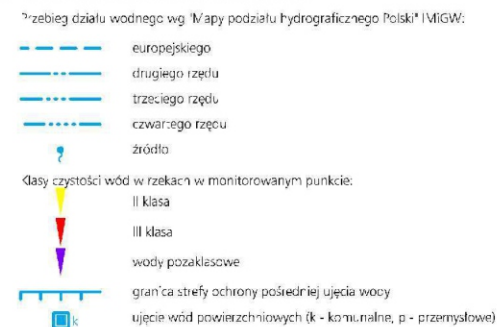 Przebieg działu wodnego wg "Mapy podziału hydrograficznego Polski" IMiGW:
europejskiego
drugiego rzędu
trzeciego rzędu
czwartego rzędu
źródło
Klasy czystości wód w rzekach w monitorowanym punkcie:
II klasa
III klasa
wody pozaklasowe
granica strefy ochrony pośredniej ujęcia wody
k ujęcie wód powierzchniowych (k - komunalne, p - przemysłowe)